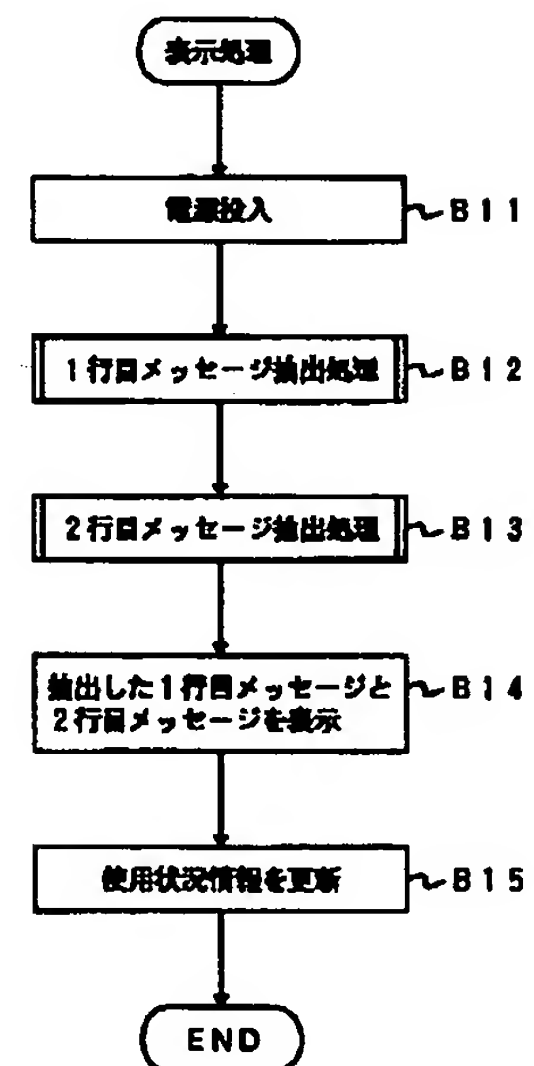 表示処理
電源投入 B11
1行目メッセージ抽出処理 B12
2行目メッセージ抽出処理 B13
抽出した1行目メッセージと B14
2行目メッセージを表示
使用状況情報を更新 B15
END